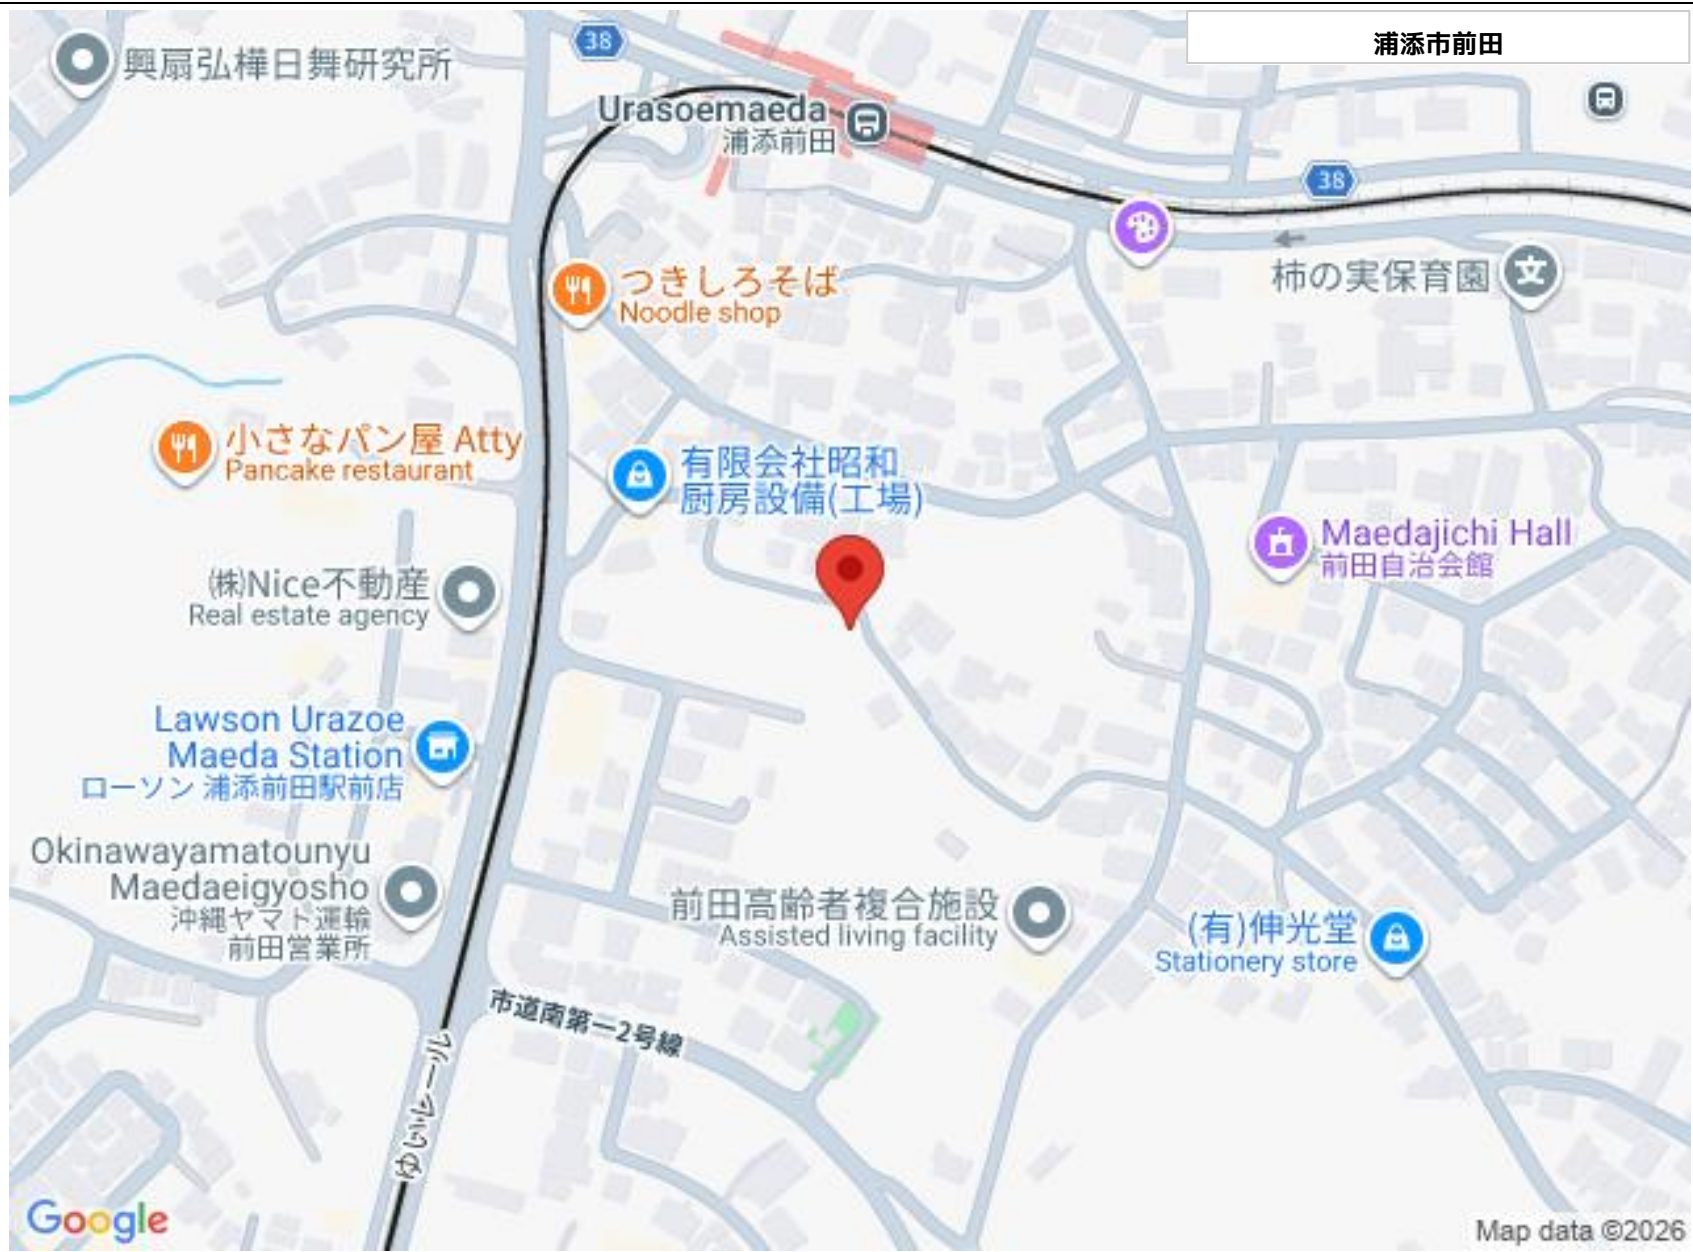 浦添市前田
興扇弘樺日舞研究所
38
Urasoemaeda
浦添前田
38
柿の実保育園
つきしろそば
Noodle shop
小さなパン屋 Atty
Pancake restaurant
有限会社昭和
厨房設備(工場)
Maedajichi Hall
前田自治会館
㈱Nice不動産
Real estate agency
Lawson Urazoe
Maeda Station
ローソン 浦添前田駅前店
Okinawayamatounyu
Maedaeigyosho
沖縄ヤマト運輸
前田営業所
前田高齢者複合施設
Assisted living facility
(有)伸光堂
Stationery store
市道南第一2号線
ゆいレール
Google
Map data ©2026